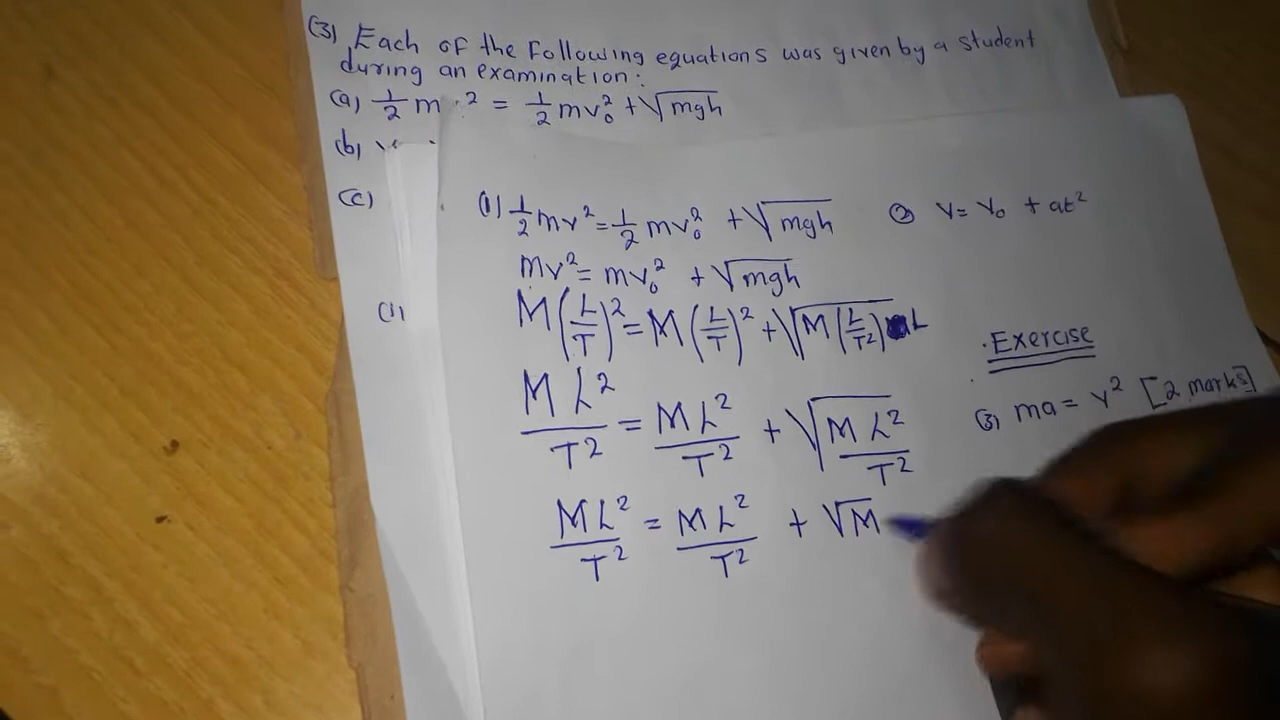 (3) Each of the Following equations was given by a student
during an examination:
(a) ½ m ² = ½ mv₀² + √mgh
(b)
(c)
(1) ½ mv² = ½ mv₀² + √mgh
② v = v₀ + at²
mv² = mv₀² + √mgh
(1)
M(L/T)² = M(L/T)² + √M(L/T²) L
Exercise
(3) ma = v² [2 marks]
ML²/T² = ML²/T² + √ML²/T²
ML²/T² = ML²/T² + √M